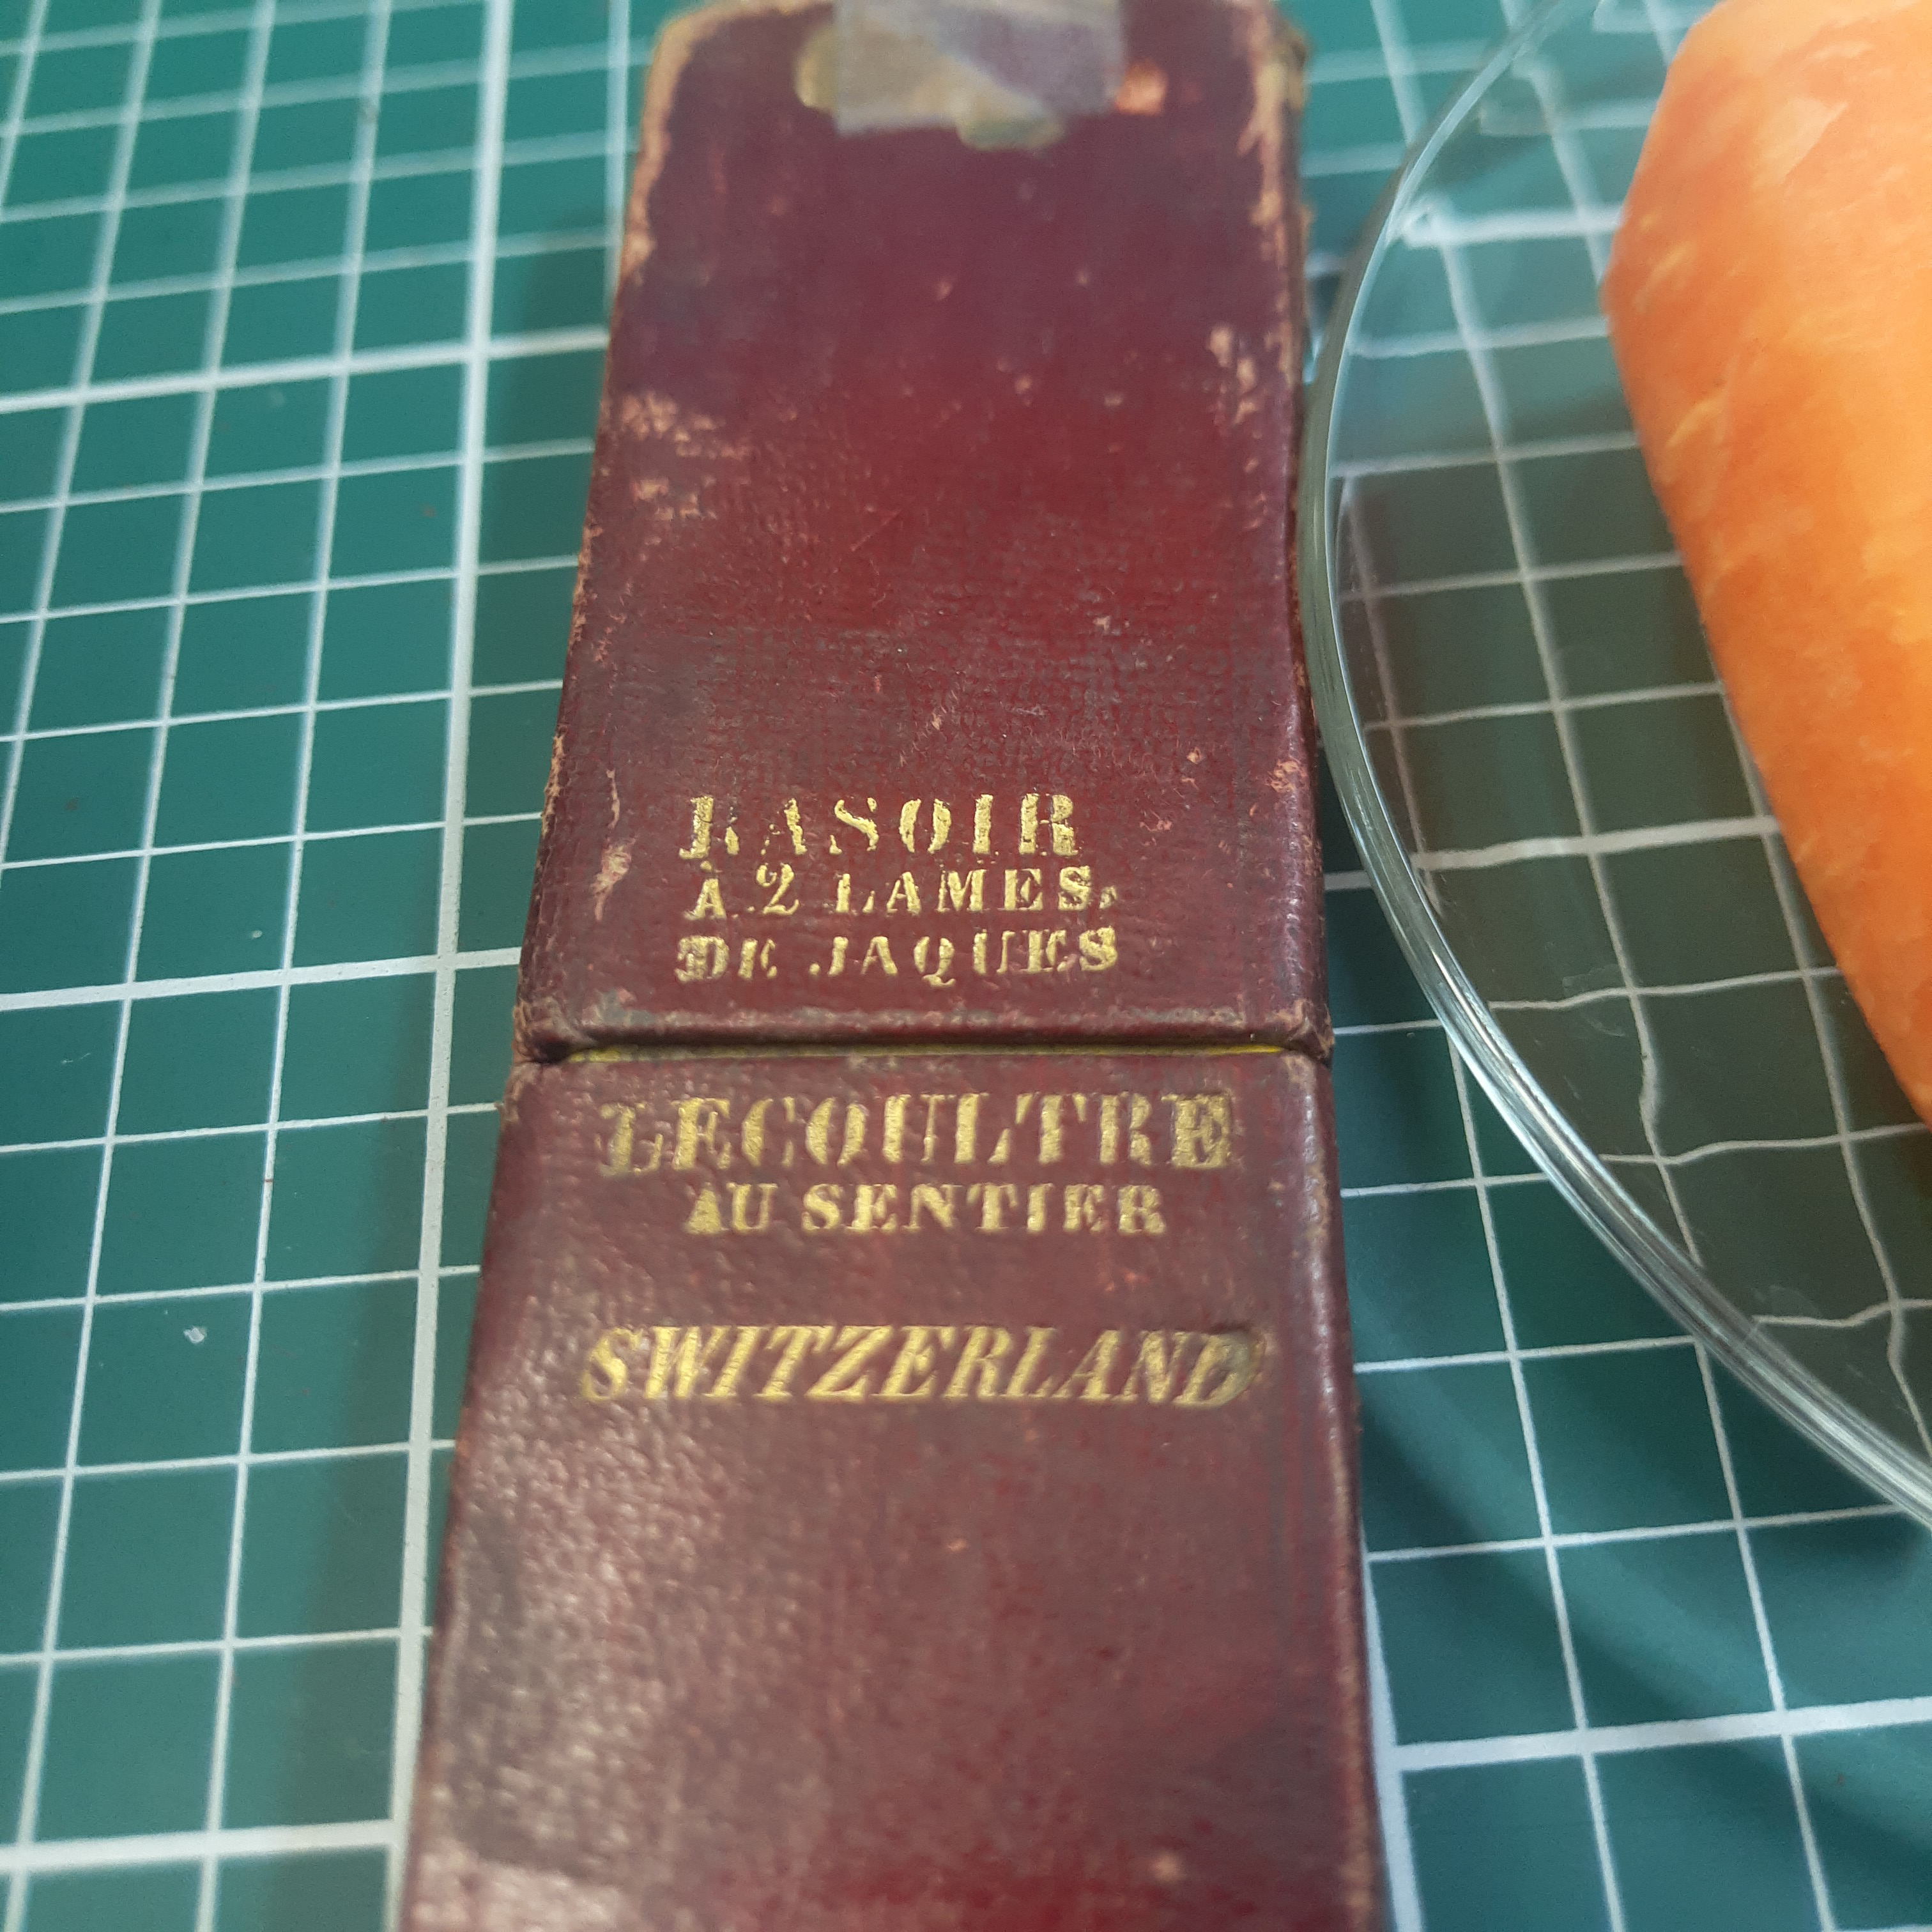 RASOIR
À 2 LAMES,
DE JAQUES
LECOULTRE
AU SENTIER
SWITZERLAND